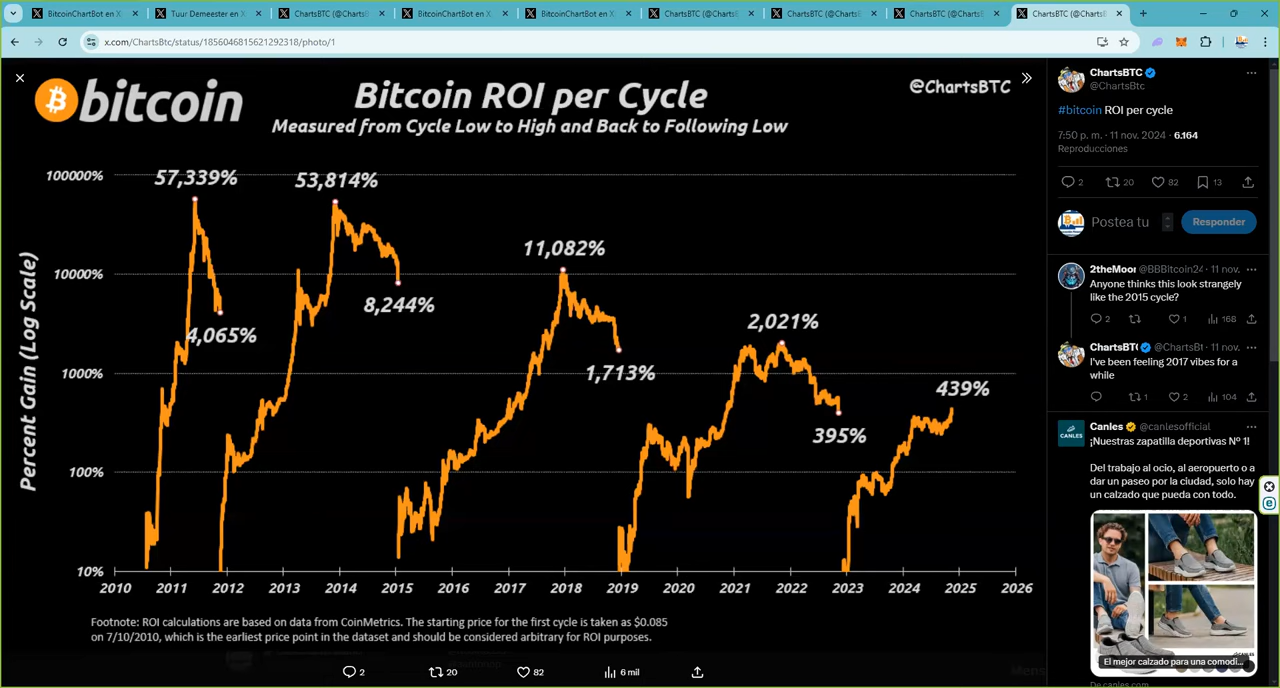 BitcoinChartBot en X
Tuur Demeester en X
ChartsBTC (@ChartsB
BitcoinChartBot en X
BitcoinChartBot en X
ChartsBTC (@ChartsB
ChartsBTC (@ChartsB
ChartsBTC (@ChartsB
ChartsBTC (@ChartsB
x.com/ChartsBtc/status/1856046815621292318/photo/1
bitcoin
Bitcoin ROI per Cycle
Measured from Cycle Low to High and Back to Following Low
@ChartsBTC
Percent Gain (Log Scale)
100000%
10000%
1000%
100%
10%
57,339%
4,065%
53,814%
8,244%
11,082%
1,713%
2,021%
395%
439%
2010 2011 2012 2013 2014 2015 2016 2017 2018 2019 2020 2021 2022 2023 2024 2025 2026
Footnote: ROI calculations are based on data from CoinMetrics. The starting price for the first cycle is taken as $0.085
on 7/10/2010, which is the earliest price point in the dataset and should be considered arbitrary for ROI purposes.
2 20 82 6 mil
ChartsBTC
@ChartsBtc
#bitcoin ROI per cycle
7:50 p. m. · 11 nov. 2024 · 6.164
Reproducciones
2 20 82 13
Postea tu
Responder
2theMoon @BBBitcoin24 · 11 nov.
Anyone thinks this look strangely
like the 2015 cycle?
2 1 168
ChartsBTC @ChartsBt · 11 nov.
I've been feeling 2017 vibes for a
while
1 2 104
Canles @canlesofficial
¡Nuestras zapatilla deportivas Nº 1!
Del trabajo al ocio, al aeropuerto o a
dar un paseo por la ciudad, solo hay
un calzado que pueda con todo.
CANLES
El mejor calzado para una comodi...
De canles.com